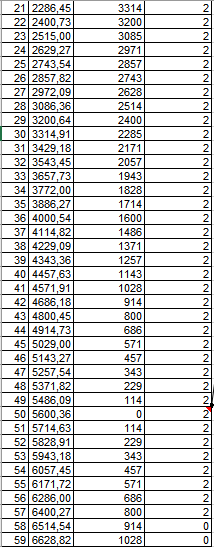 21 2286,45 3314 2
22 2400,73 3200 2
23 2515,00 3085 2
24 2629,27 2971 2
25 2743,54 2857 2
26 2857,82 2743 2
27 2972,09 2628 2
28 3086,36 2514 2
29 3200,64 2400 2
30 3314,91 2285 2
31 3429,18 2171 2
32 3543,45 2057 2
33 3657,73 1943 2
34 3772,00 1828 2
35 3886,27 1714 2
36 4000,54 1600 2
37 4114,82 1486 2
38 4229,09 1371 2
39 4343,36 1257 2
40 4457,63 1143 2
41 4571,91 1028 2
42 4686,18 914 2
43 4800,45 800 2
44 4914,73 686 2
45 5029,00 571 2
46 5143,27 457 2
47 5257,54 343 2
48 5371,82 229 2
49 5486,09 114 2
50 5600,36 0 2
51 5714,63 114 2
52 5828,91 229 2
53 5943,18 343 2
54 6057,45 457 2
55 6171,72 571 2
56 6286,00 686 2
57 6400,27 800 2
58 6514,54 914 0
59 6628,82 1028 0